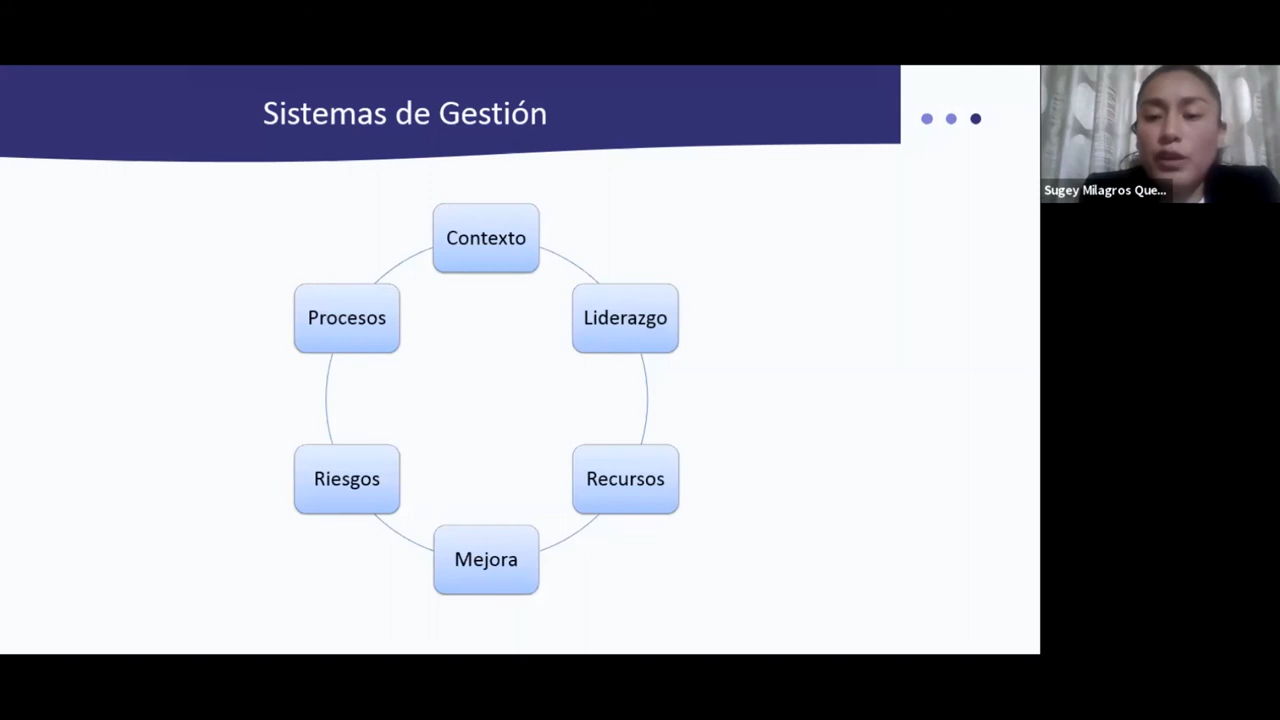 Sistemas de Gestión
Sugey Milagros Que...
Contexto
Procesos
Liderazgo
Riesgos
Recursos
Mejora